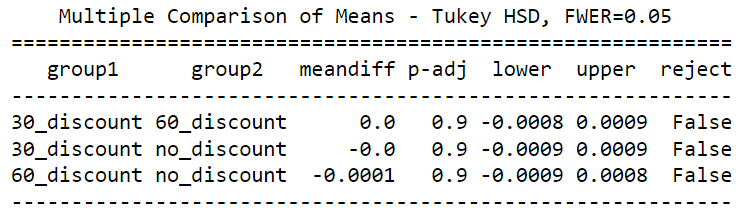 Multiple Comparison of Means - Tukey HSD, FWER=0.05
============================================================
group1 group2 meandiff p-adj lower upper reject
------------------------------------------------------------
30_discount 60_discount 0.0 0.9 -0.0008 0.0009 False
30_discount no_discount -0.0 0.9 -0.0009 0.0009 False
60_discount no_discount -0.0001 0.9 -0.0009 0.0008 False
------------------------------------------------------------